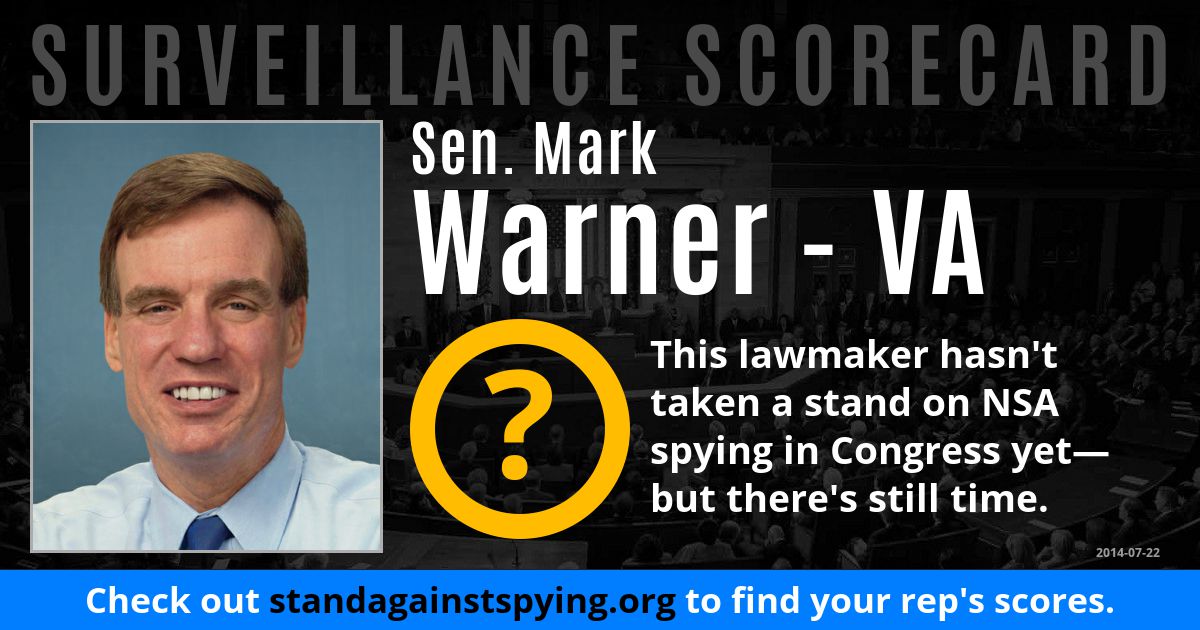 SURVEILLANCE SCORECARD
Sen. Mark
Warner - VA
?
This lawmaker hasn't
taken a stand on NSA
spying in Congress yet—
but there's still time.
2014-07-22
Check out standagainstspying.org to find your rep's scores.